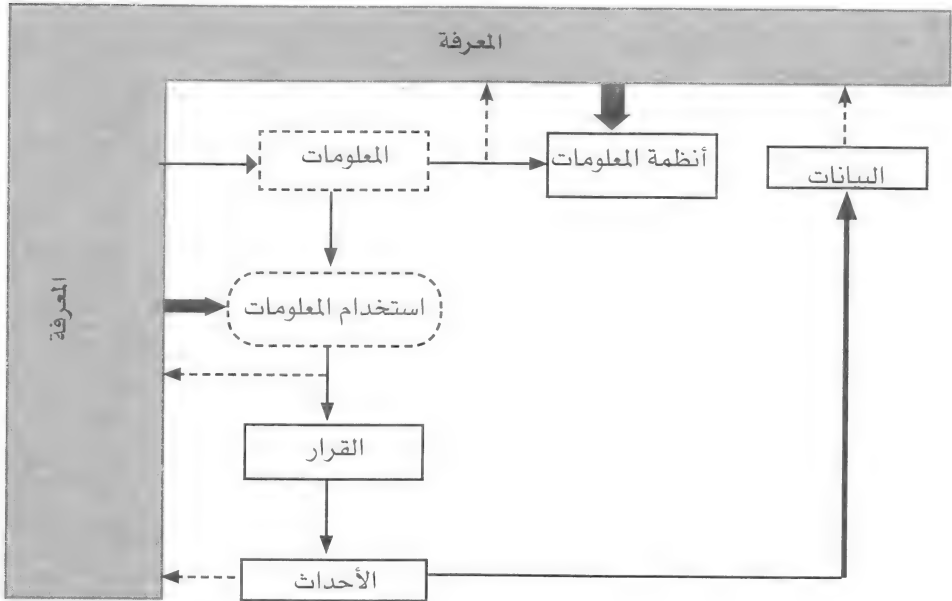 المعرفة
أنظمة المعلومات
المعلومات
البيانات
المعرفة
استخدام المعلومات
القرار
الأحداث